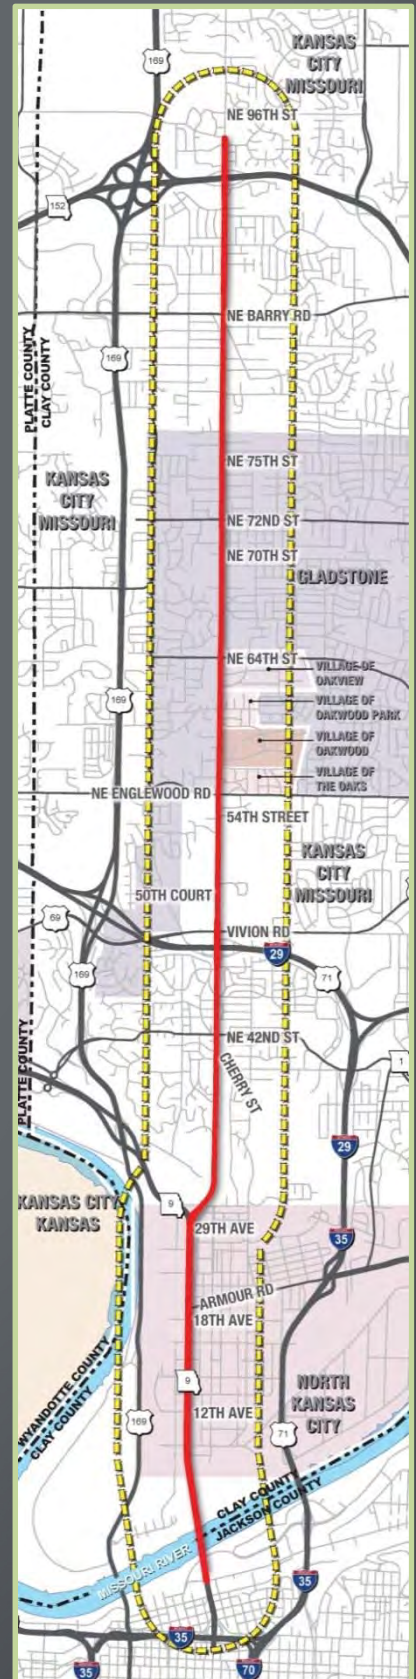 KANSAS
CITY
MISSOURI
169
NE 96TH ST
152
NE BARRY RD
169
PLATTE COUNTY
CLAY COUNTY
NE 75TH ST
KANSAS
CITY
MISSOURI
NE 72ND ST
NE 70TH ST
GLADSTONE
NE 64TH ST
VILLAGE OF
OAKVIEW
169
VILLAGE OF
OAKWOOD PARK
VILLAGE OF
OAKWOOD
VILLAGE OF
THE OAKS
NE ENGLEWOOD RD
54TH STREET
KANSAS
CITY
MISSOURI
50TH COURT
69
VIVION RD
29
169
71
NE 42ND ST
1
PLATTE COUNTY
CHERRY ST
29
KANSAS CITY
KANSAS
9
29TH AVE
35
ARMOUR RD
18TH AVE
WYANDOTTE COUNTY
CLAY COUNTY
9
NORTH
KANSAS
CITY
169
12TH AVE
71
CLAY COUNTY
JACKSON COUNTY
MISSOURI RIVER
35
35
35
70